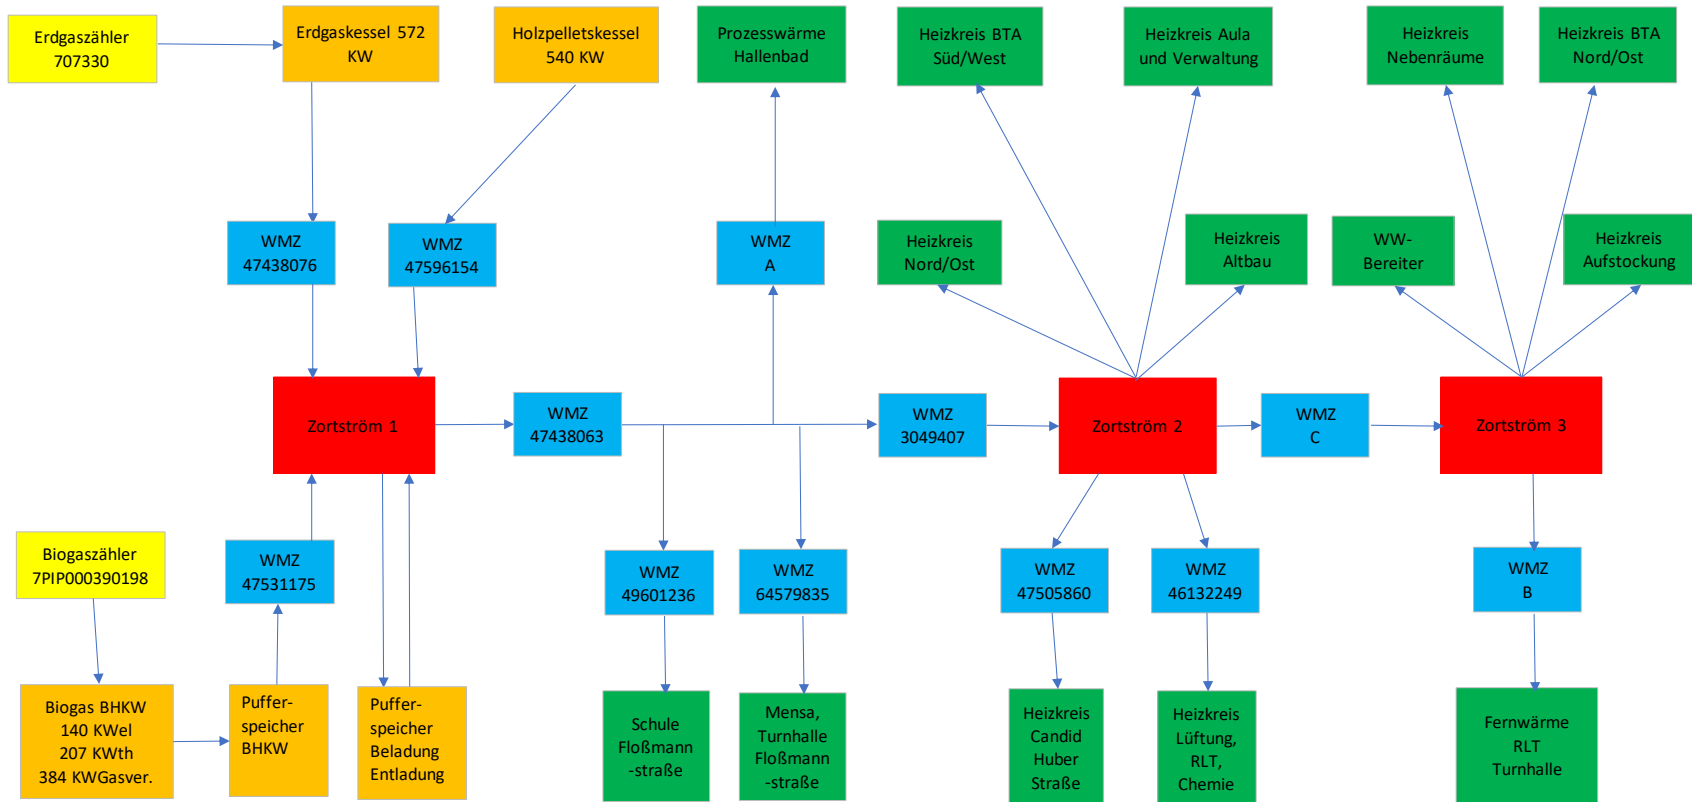 Erdgaszähler
707330
Erdgaskessel 572
KW
Holzpelletskessel
540 KW
Prozesswärme
Hallenbad
Heizkreis BTA
Süd/West
Heizkreis Aula
und Verwaltung
Heizkreis
Nebenräume
Heizkreis BTA
Nord/Ost
WMZ
47438076
WMZ
47596154
WMZ
A
Heizkreis
Nord/Ost
Heizkreis
Altbau
WW-
Bereiter
Heizkreis
Aufstockung
Zortström 1
WMZ
47438063
WMZ
3049407
Zortström 2
WMZ
C
Zortström 3
Biogaszähler
7PIP000390198
WMZ
47531175
WMZ
49601236
WMZ
64579835
WMZ
47505860
WMZ
46132249
WMZ
B
Biogas BHKW
140 KWel
207 KWth
384 KWGasver.
Puffer-
speicher
BHKW
Puffer-
speicher
Beladung
Entladung
Schule
Floßmann
-straße
Mensa,
Turnhalle
Floßmann
-straße
Heizkreis
Candid
Huber
Straße
Heizkreis
Lüftung,
RLT,
Chemie
Fernwärme
RLT
Turnhalle